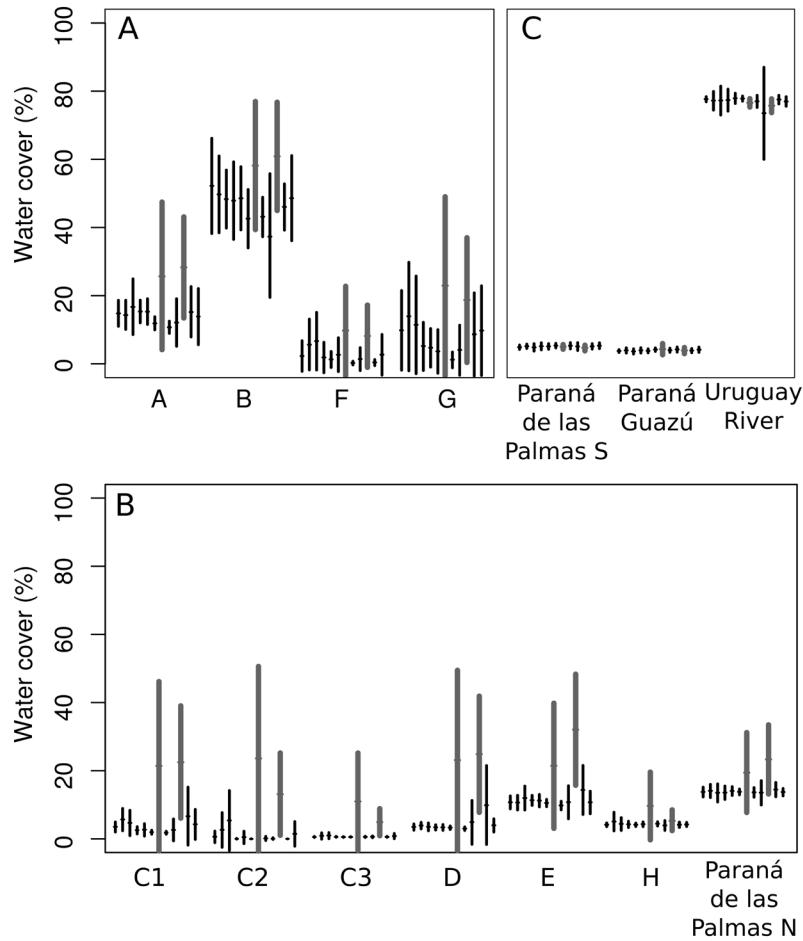 A
C
Water cover (%)
100
80
60
40
20
0
A
B
F
G
Paraná
de las
Palmas S
Paraná
Guazú
Uruguay
River
B
Water cover (%)
100
80
60
40
20
0
C1
C2
C3
D
E
H
Paraná
de las
Palmas N